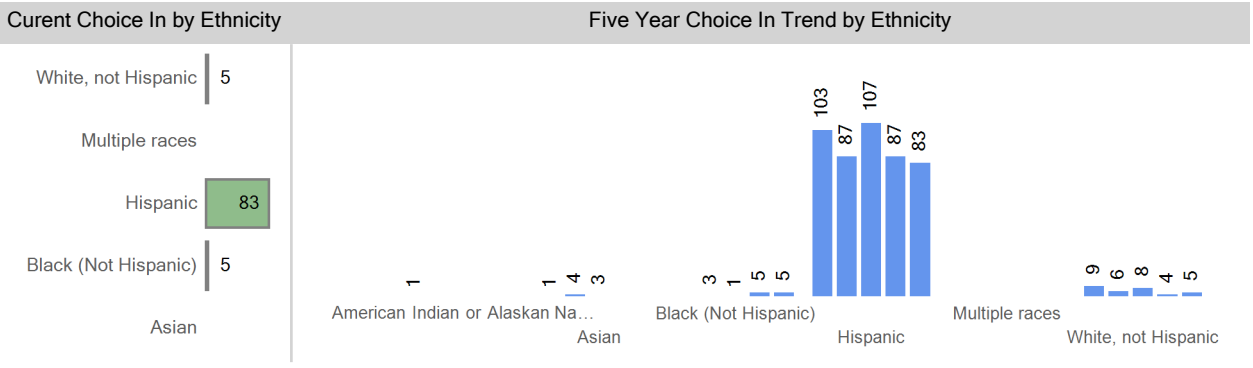 Curent Choice In by Ethnicity
Five Year Choice In Trend by Ethnicity
White, not Hispanic 5
Multiple races
Hispanic 83
Black (Not Hispanic) 5
Asian
1
1 4 3
3 1 5 5
103 87 107 87 83
9 6 8 4 5
American Indian or Alaskan Na…
Asian
Black (Not Hispanic)
Hispanic
Multiple races
White, not Hispanic